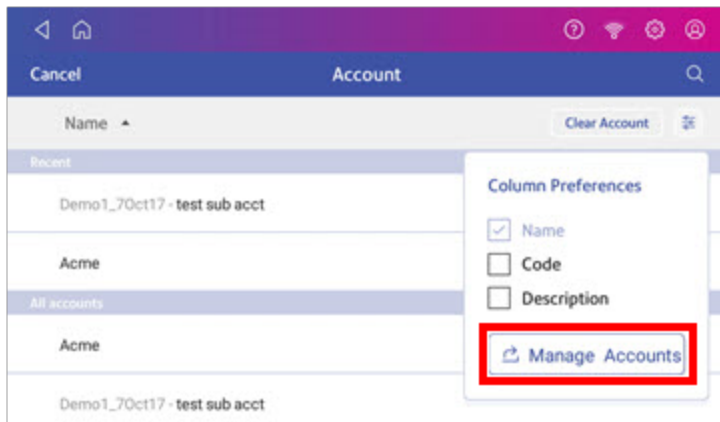 Cancel
Account
Name
Clear Account
Recent
Column Preferences
Demo1_7Oct17 - test sub acct
Name
Code
Acme
Description
All accounts
Acme
Manage Accounts
Demo1_7Oct17 - test sub acct